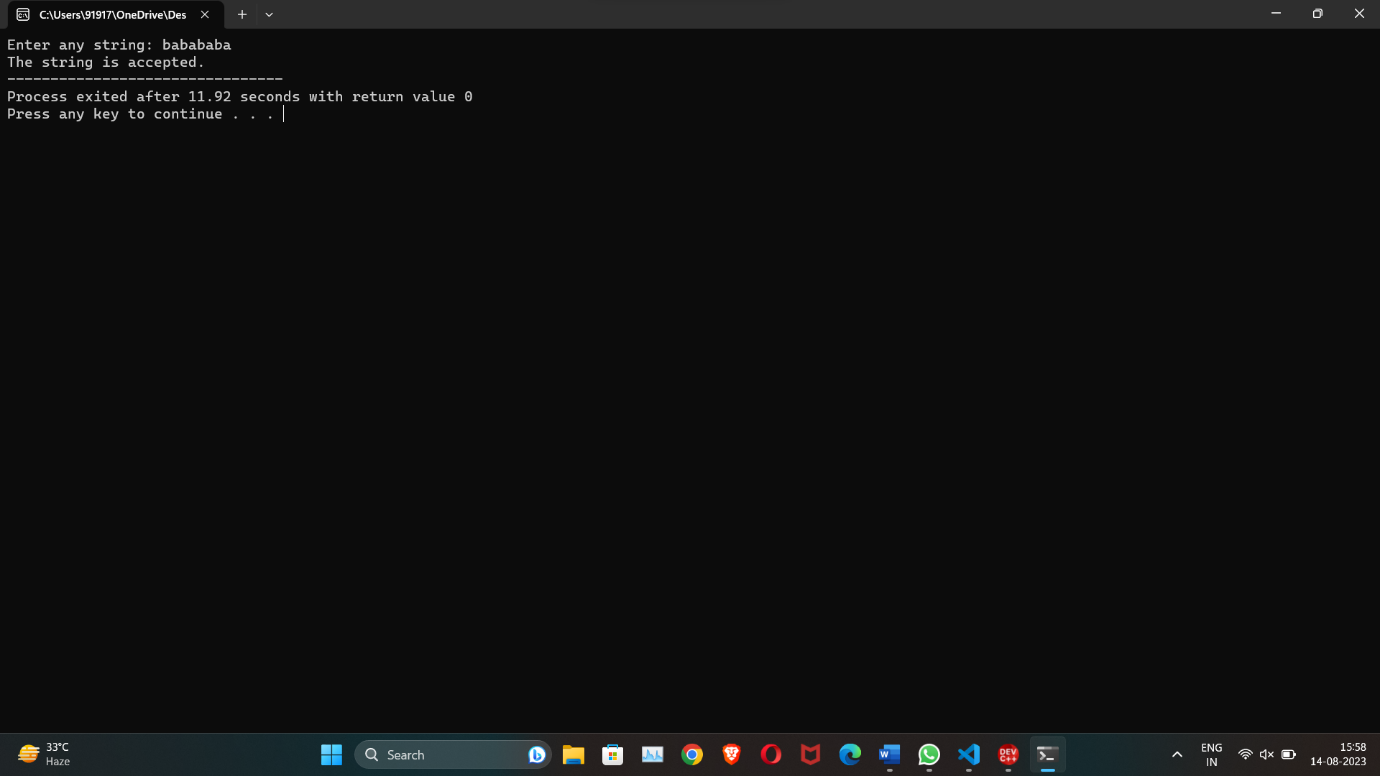 C:\Users\91917\OneDrive\Des
Enter any string: babababa
The string is accepted.
--------------------------------
Process exited after 11.92 seconds with return value 0
Press any key to continue . . .
33°C
Haze
Search
DEV
C++
ENG
IN
15:58
14-08-2023